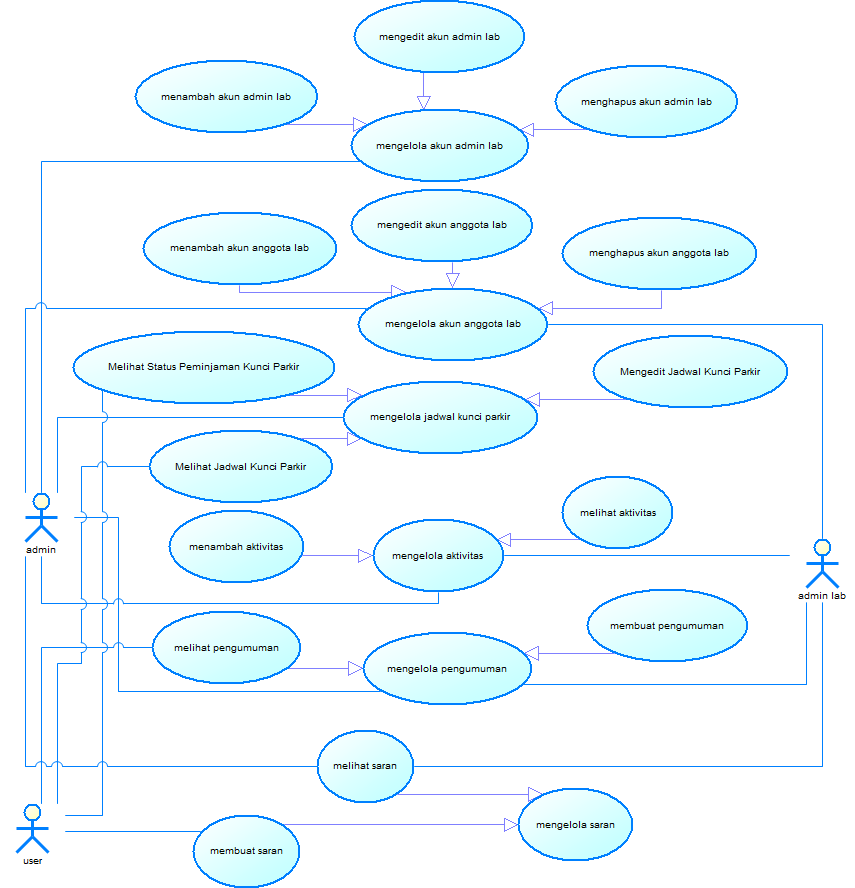 mengedit akun admin lab
menambah akun admin lab
menghapus akun admin lab
mengelola akun admin lab
mengedit akun anggota lab
menambah akun anggota lab
menghapus akun anggota lab
mengelola akun anggota lab
Melihat Status Peminjaman Kunci Parkir
Mengedit Jadwal Kunci Parkir
mengelola jadwal kunci parkir
Melihat Jadwal Kunci Parkir
melihat aktivitas
menambah aktivitas
admin
mengelola aktivitas
admin lab
membuat pengumuman
melihat pengumuman
mengelola pengumuman
melihat saran
mengelola saran
membuat saran
user